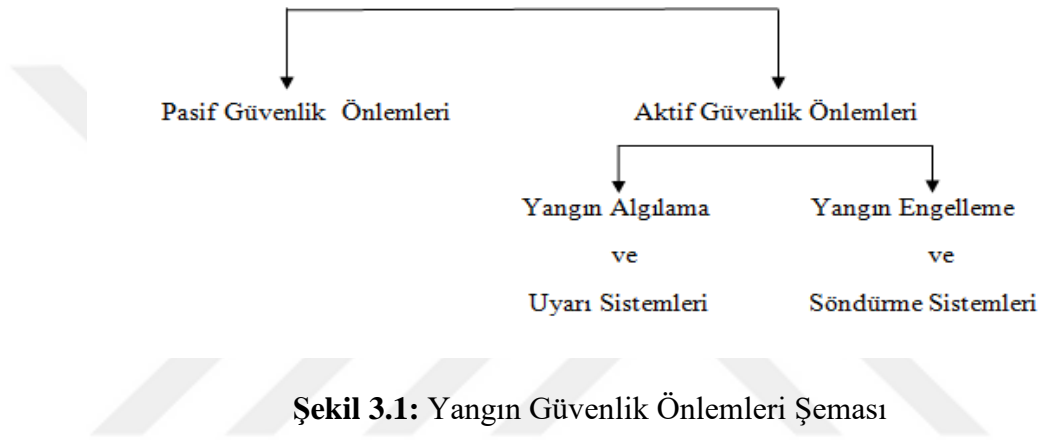 Pasif Güvenlik Önlemleri
Aktif Güvenlik Önlemleri
Yangın Algılama
ve
Uyarı Sistemleri
Yangın Engelleme
ve
Söndürme Sistemleri
Şekil 3.1: Yangın Güvenlik Önlemleri Şeması